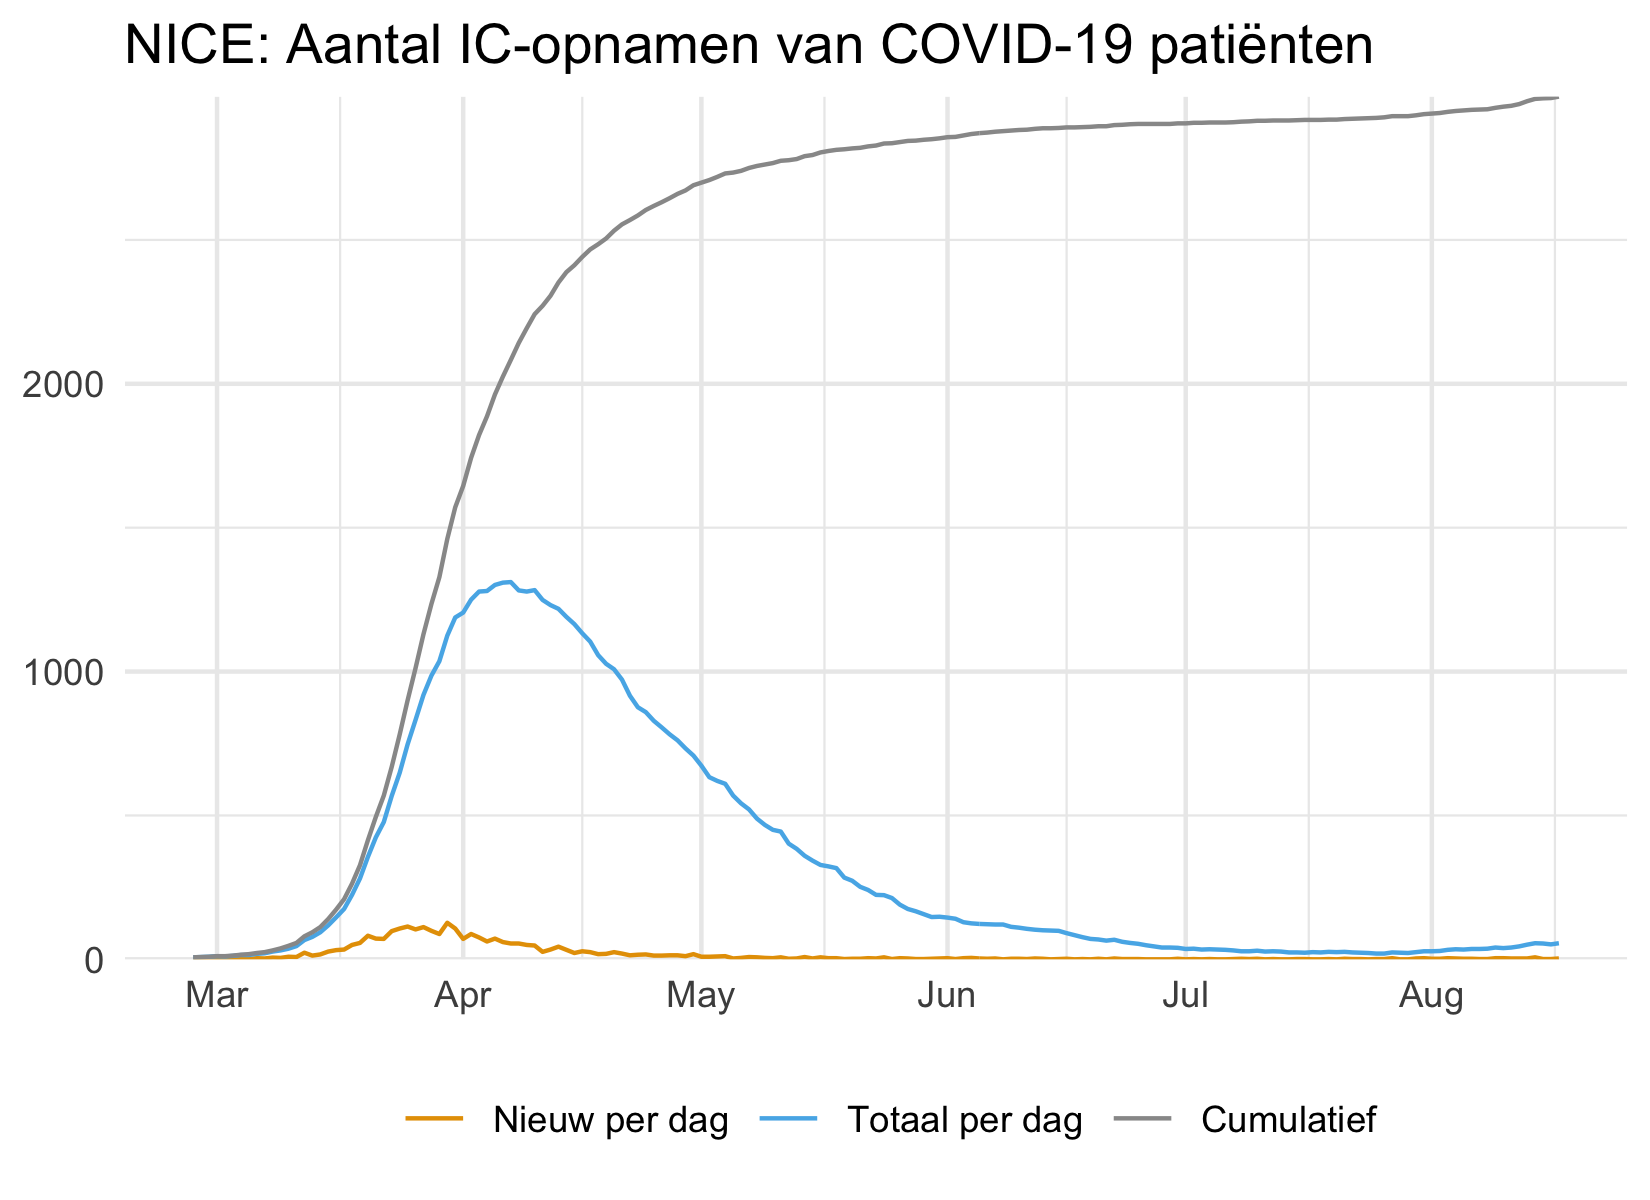 NICE: Aantal IC-opnamen van COVID-19 patiënten
2000
1000
0
Mar Apr May Jun Jul Aug
Nieuw per dag Totaal per dag Cumulatief